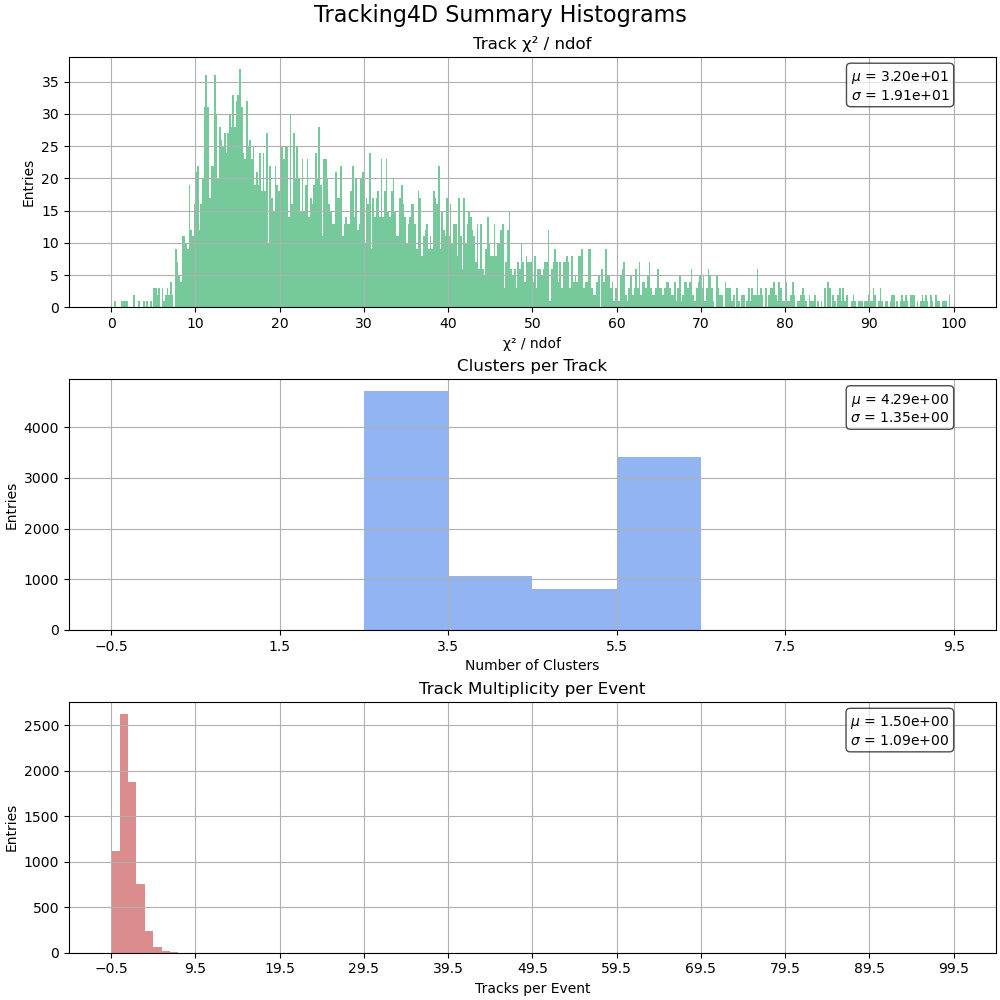 Tracking4D Summary Histograms
Track χ² / ndof
μ = 3.20e+01
σ = 1.91e+01
Entries
35
30
25
20
15
10
5
0
0 10 20 30 40 50 60 70 80 90 100
χ² / ndof
Clusters per Track
μ = 4.29e+00
σ = 1.35e+00
Entries
4000
3000
2000
1000
0
−0.5 1.5 3.5 5.5 7.5 9.5
Number of Clusters
Track Multiplicity per Event
μ = 1.50e+00
σ = 1.09e+00
Entries
2500
2000
1500
1000
500
0
−0.5 9.5 19.5 29.5 39.5 49.5 59.5 69.5 79.5 89.5 99.5
Tracks per Event